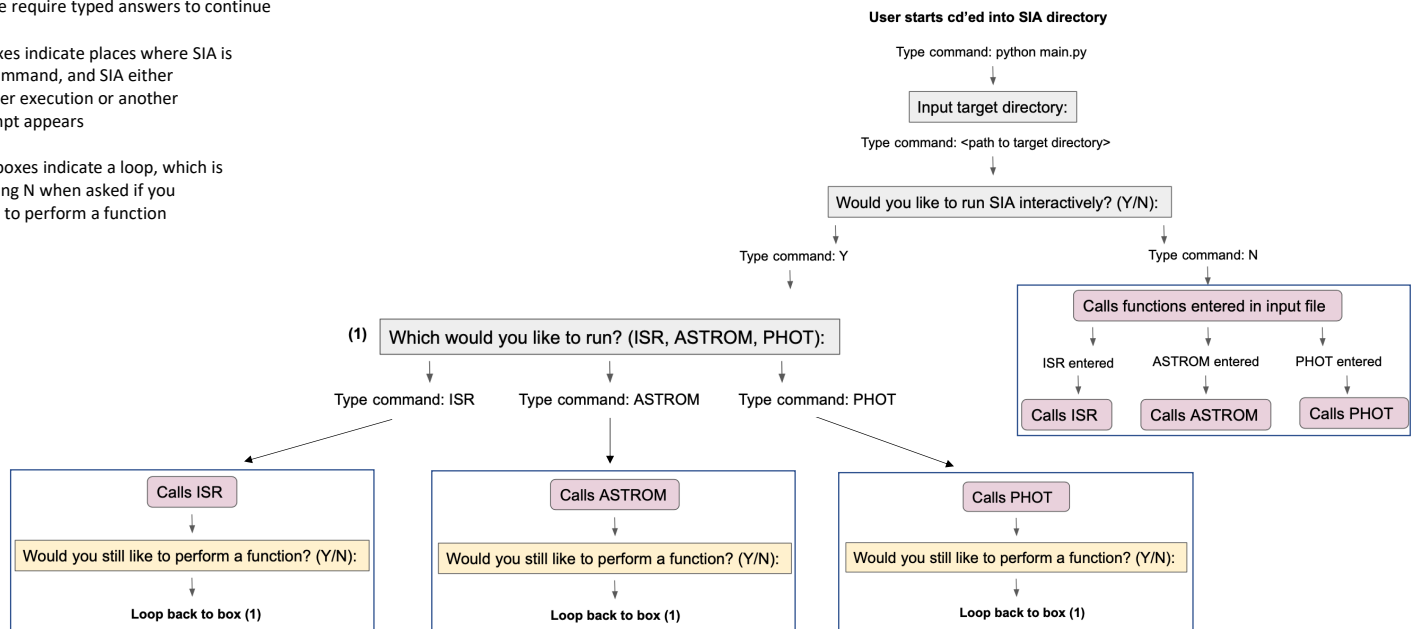 e require typed answers to continue
xes indicate places where SIA is
ommand, and SIA either
er execution or another
mpt appears
boxes indicate a loop, which is
ng N when asked if you
to perform a function
User starts cd'ed into SIA directory
Type command: python main.py
Input target directory:
Type command: <path to target directory>
Would you like to run SIA interactively? (Y/N):
Type command: Y
Type command: N
Calls functions entered in input file
ISR entered
ASTROM entered
PHOT entered
Calls ISR
Calls ASTROM
Calls PHOT
(1)
Which would you like to run? (ISR, ASTROM, PHOT):
Type command: ISR
Type command: ASTROM
Type command: PHOT
Calls ISR
Would you still like to perform a function? (Y/N):
Loop back to box (1)
Calls ASTROM
Would you still like to perform a function? (Y/N):
Loop back to box (1)
Calls PHOT
Would you still like to perform a function? (Y/N):
Loop back to box (1)